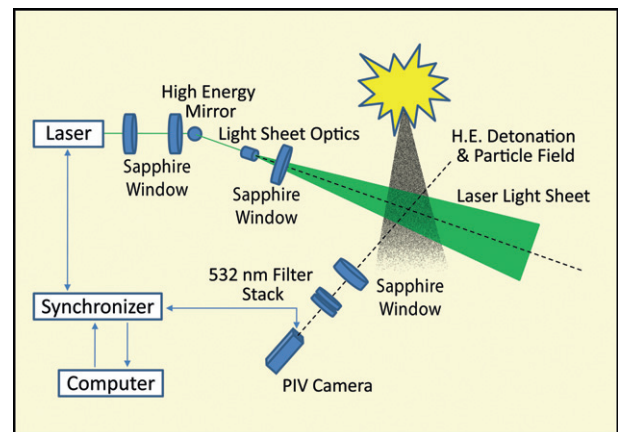 High Energy
Mirror
Laser
Light Sheet Optics
Sapphire
Window
H.E. Detonation
& Particle Field
Sapphire
Window
Laser Light Sheet
532 nm Filter
Stack
Sapphire
Window
Synchronizer
PIV Camera
Computer